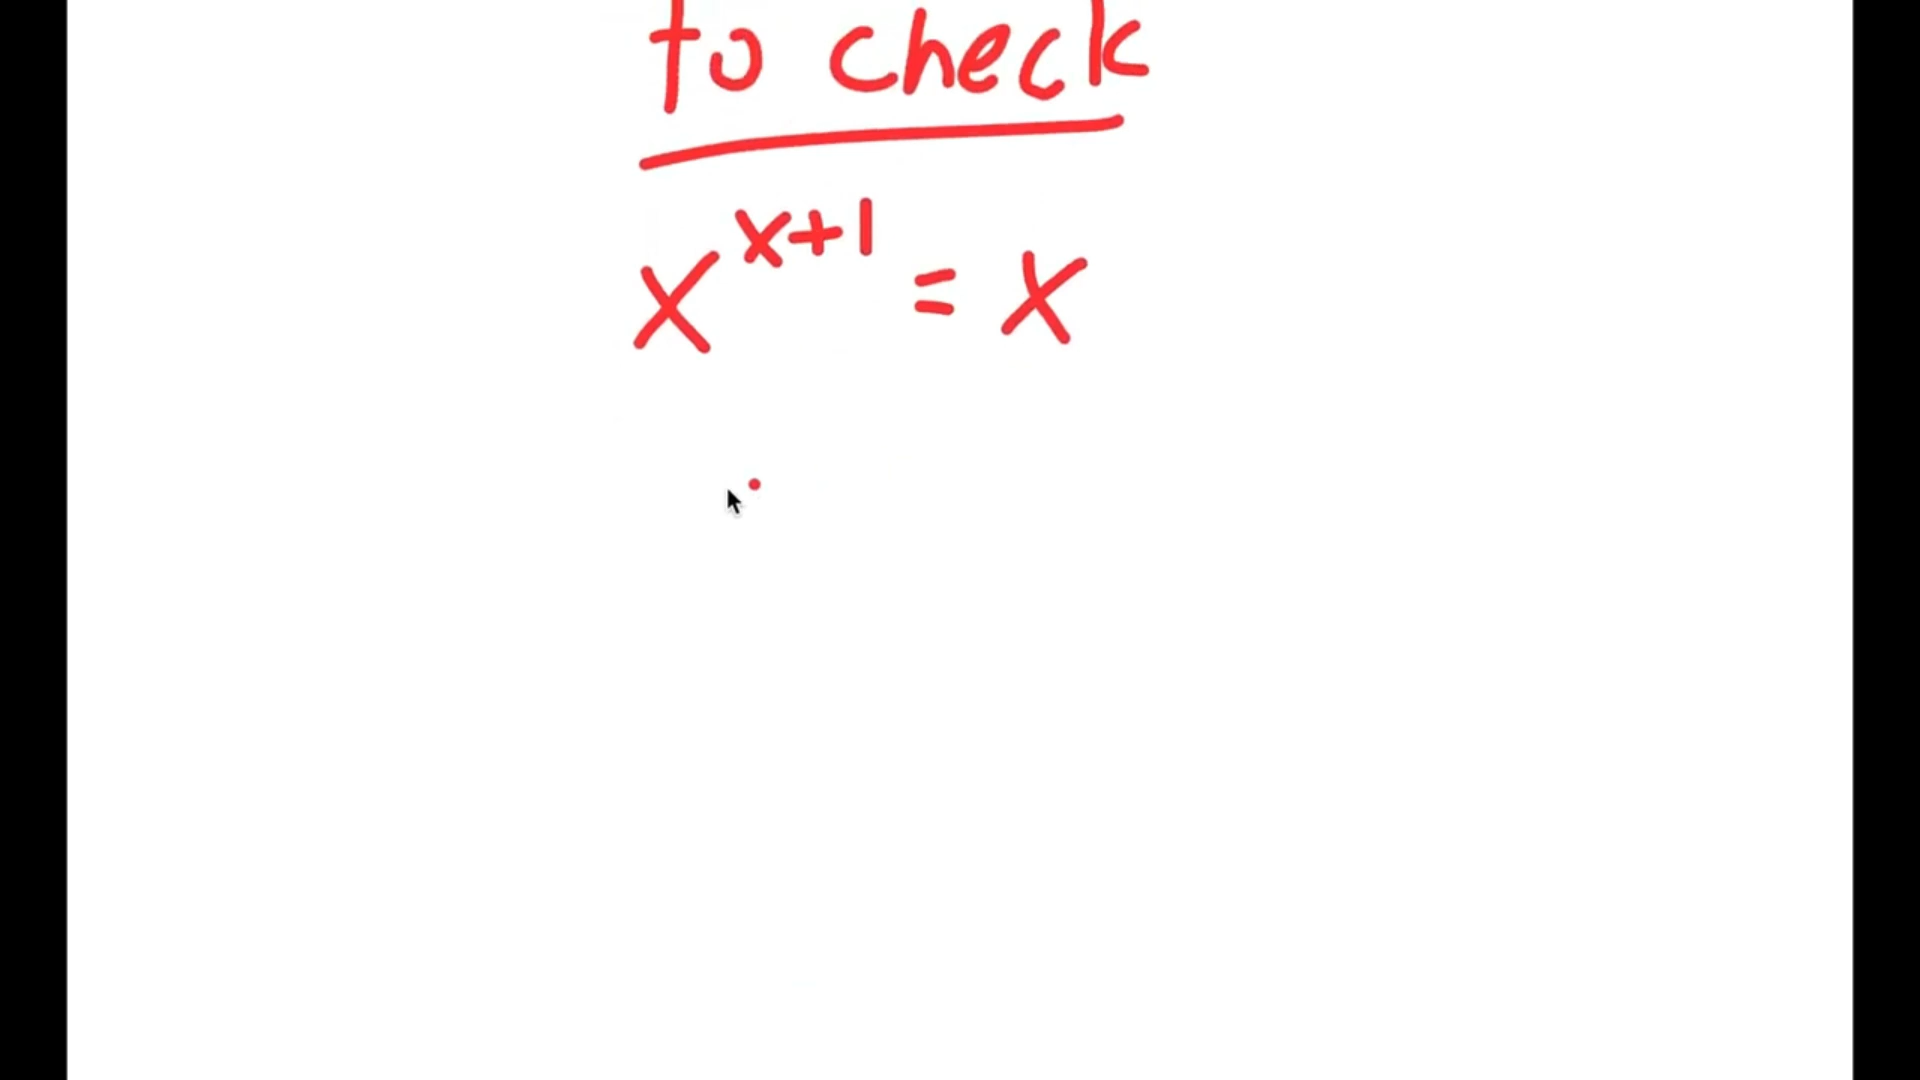 to check
x^{x+1} = x